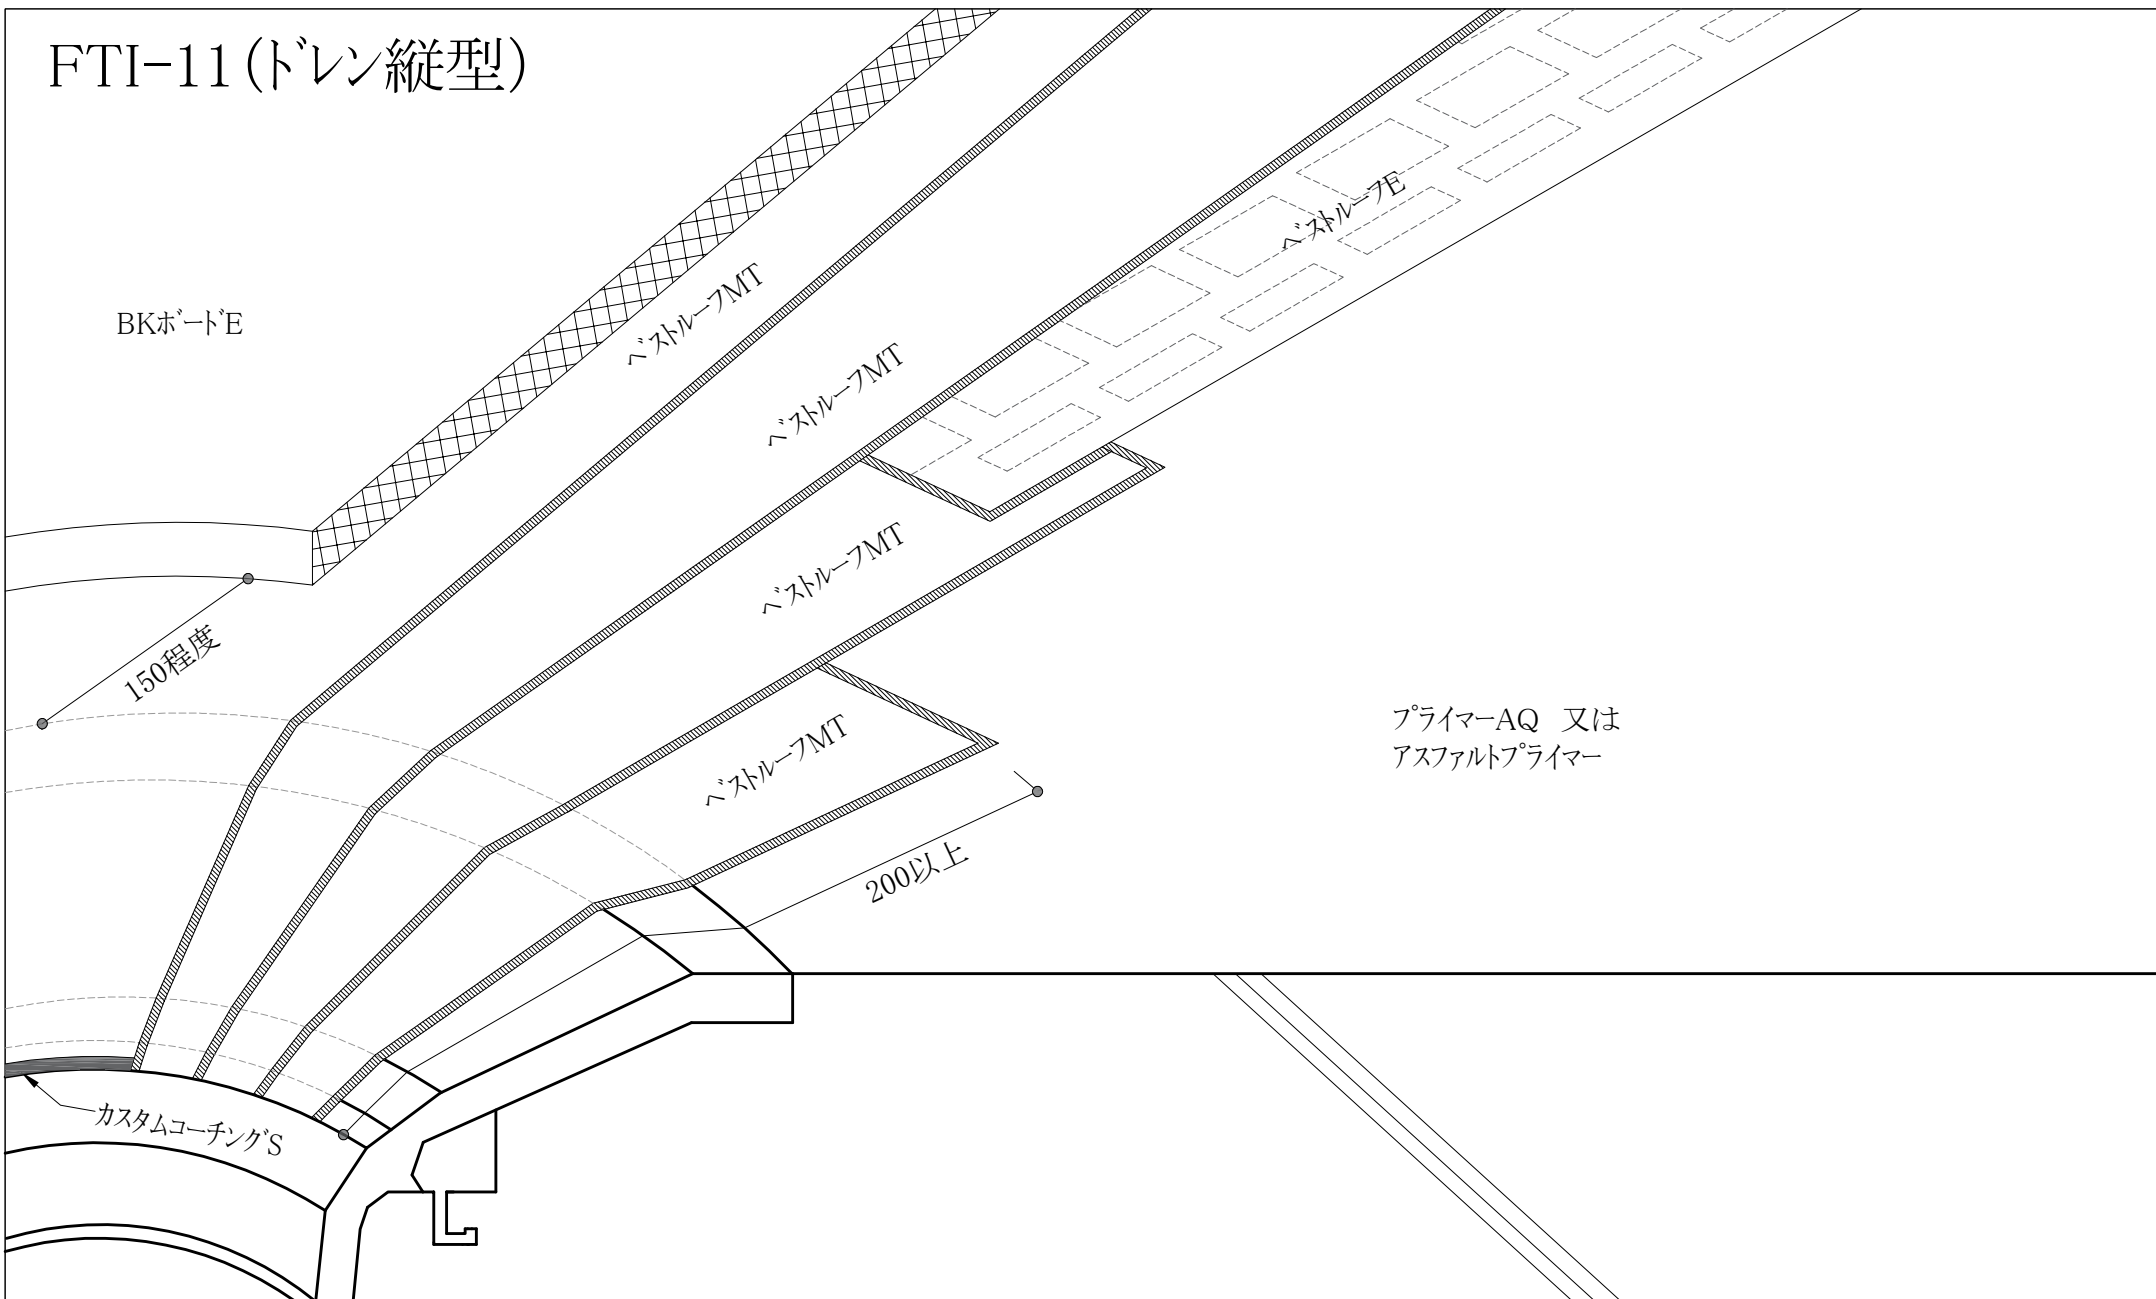 FTI-11(ドレン縦型)
BKボードE
ベストルーフMT
ベストルーフE
ベストルーフMT
ベストルーフMT
ベストルーフMT
150程度
200以上
プライマーAQ 又は
アスファルトプライマー
カスタムコーチングS